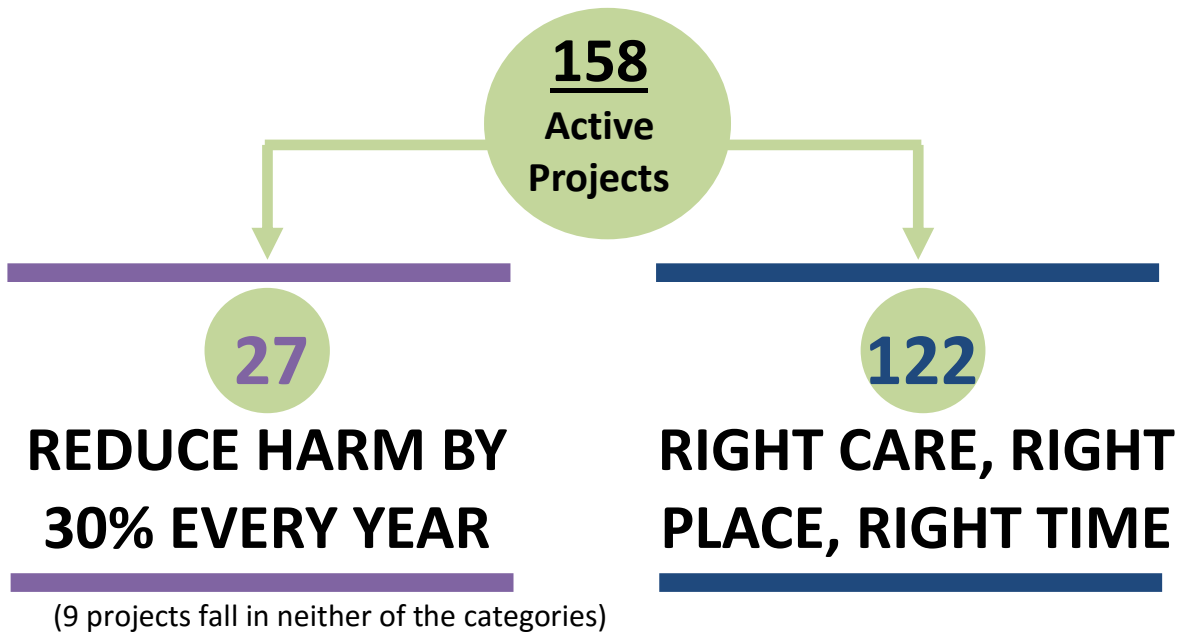 158
Active
Projects
27
REDUCE HARM BY
30% EVERY YEAR
122
RIGHT CARE, RIGHT
PLACE, RIGHT TIME
(9 projects fall in neither of the categories)